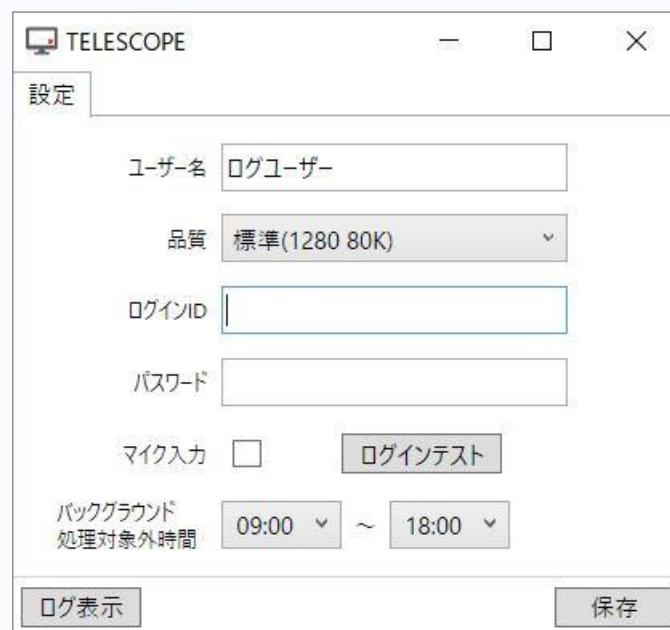 TELESCOPE
設定
ユーザー名 ログユーザー
品質 標準(1280 80K)
ログインID
パスワード
マイク入力 ログインテスト
バックグラウンド
処理対象外時間 09:00 ～ 18:00
ログ表示 保存